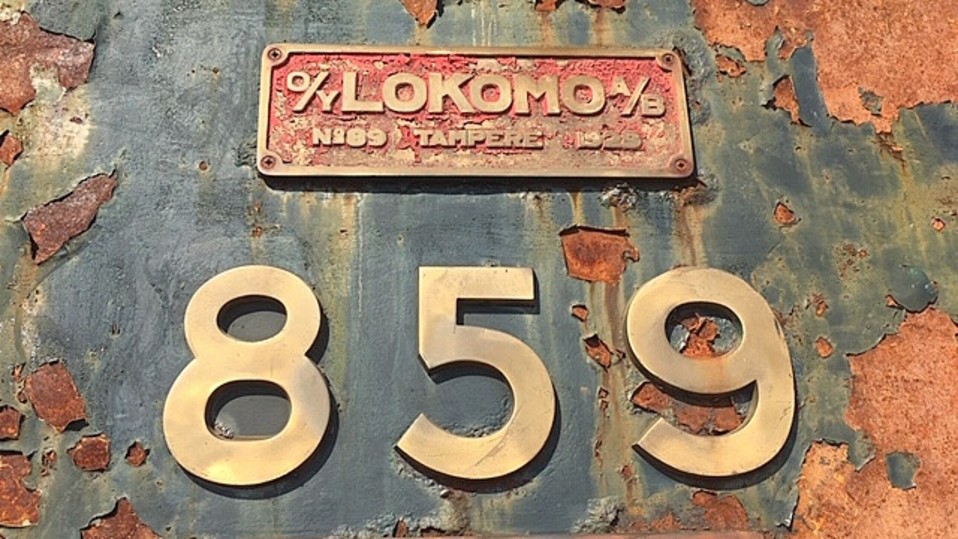 O/Y LOKOMO A/B
Nº 89 TAMPERE 1929
859